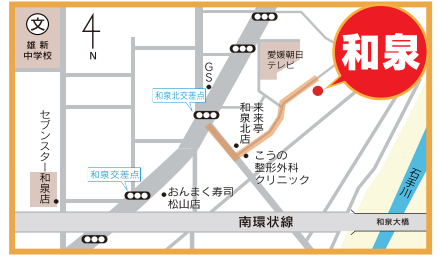 文
雄新
中学校
N
GS
愛媛朝日
テレビ
和泉
和泉北交差点
来来亭
和泉北店
セブンスター和泉店
こうの
整形外科
クリニック
和泉交差点
おんまく寿司
松山店
石手川
南環状線
和泉大橋